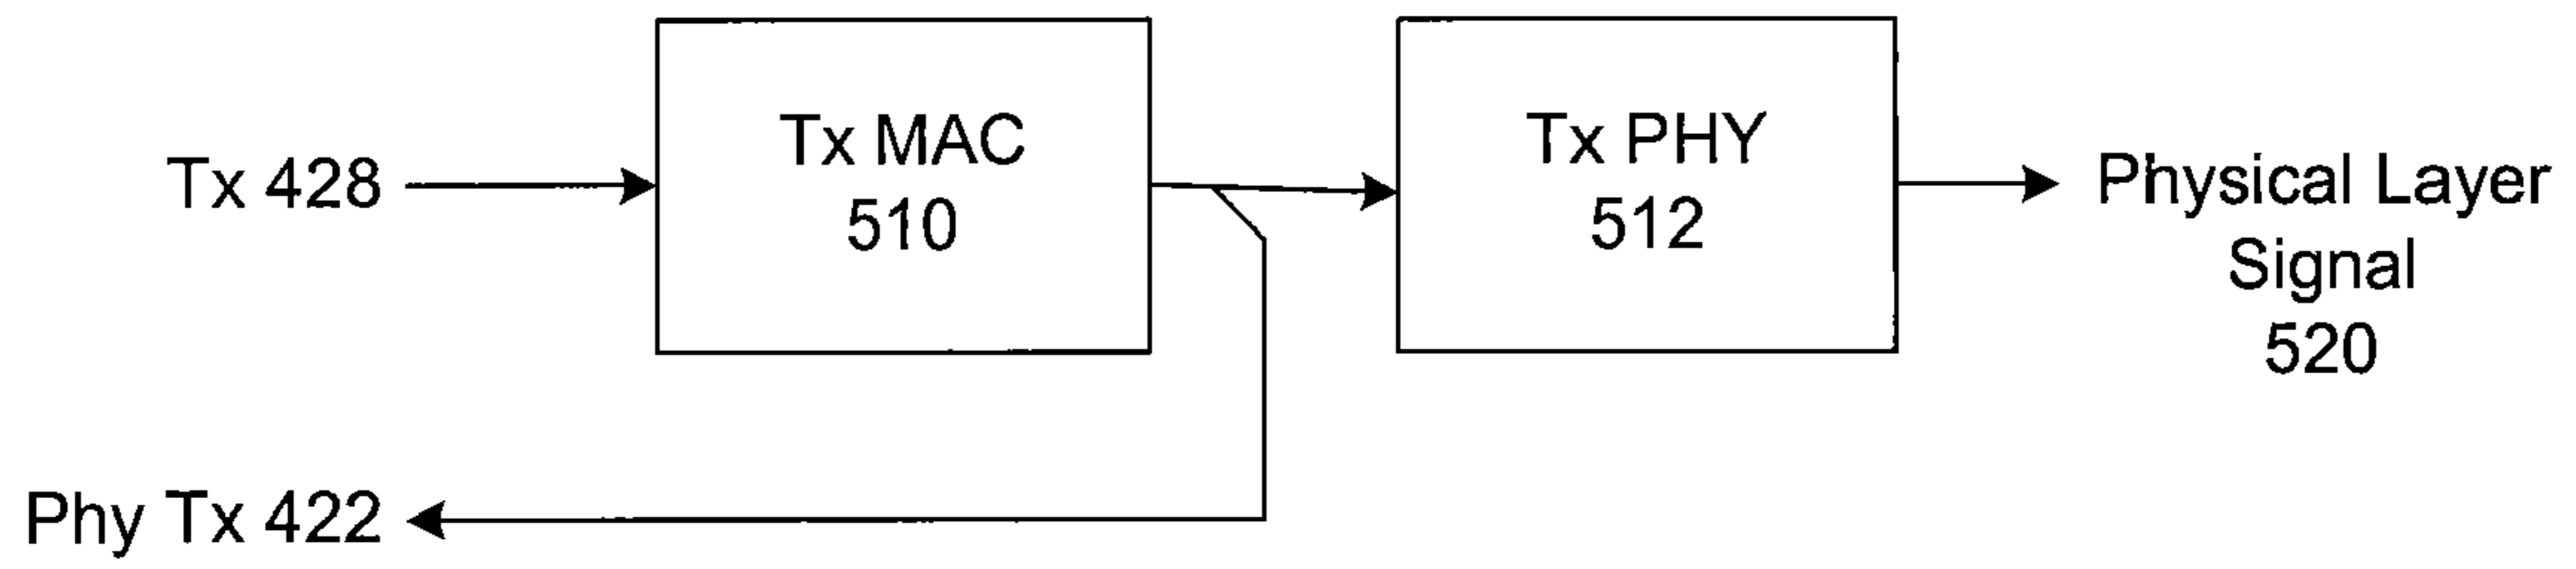 Tx 428
Tx MAC
510
Tx PHY
512
Physical Layer
Signal
520
Phy Tx 422